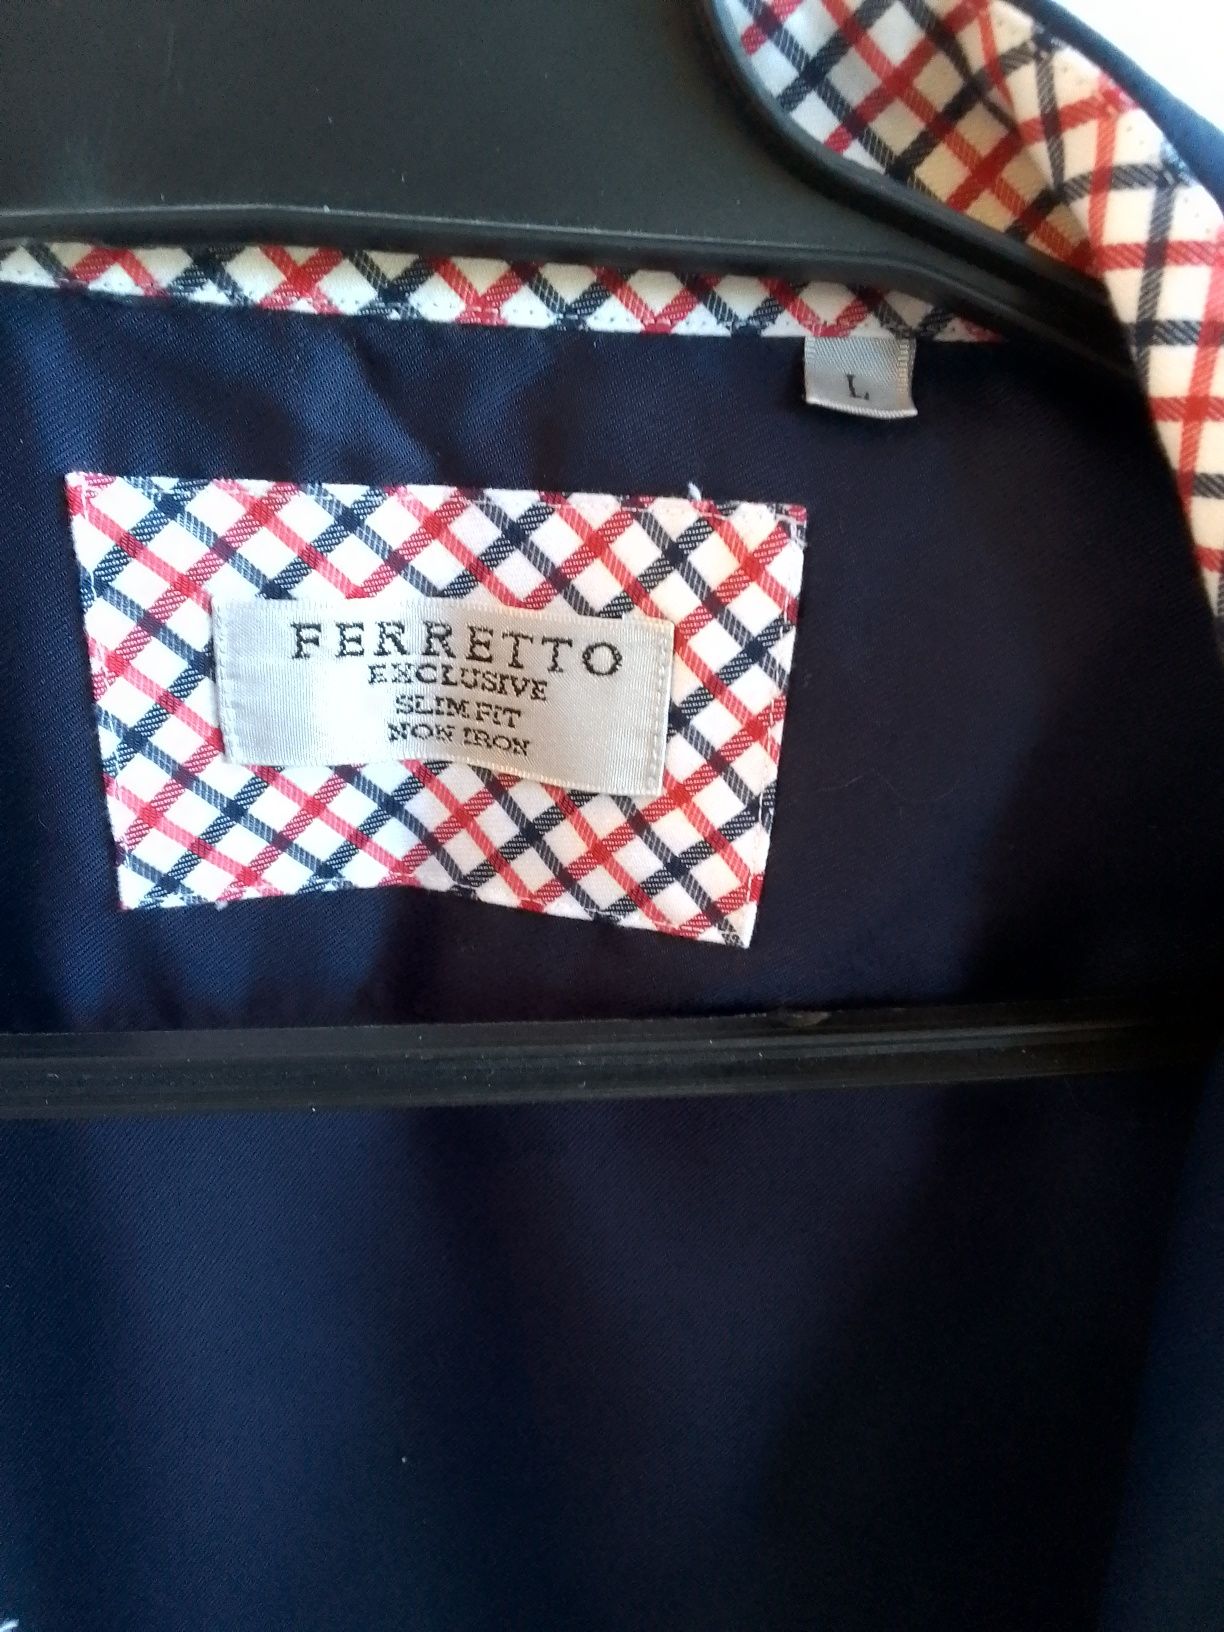 L
FERRETTO
EXCLUSIVE
SLIM FIT
NON IRON